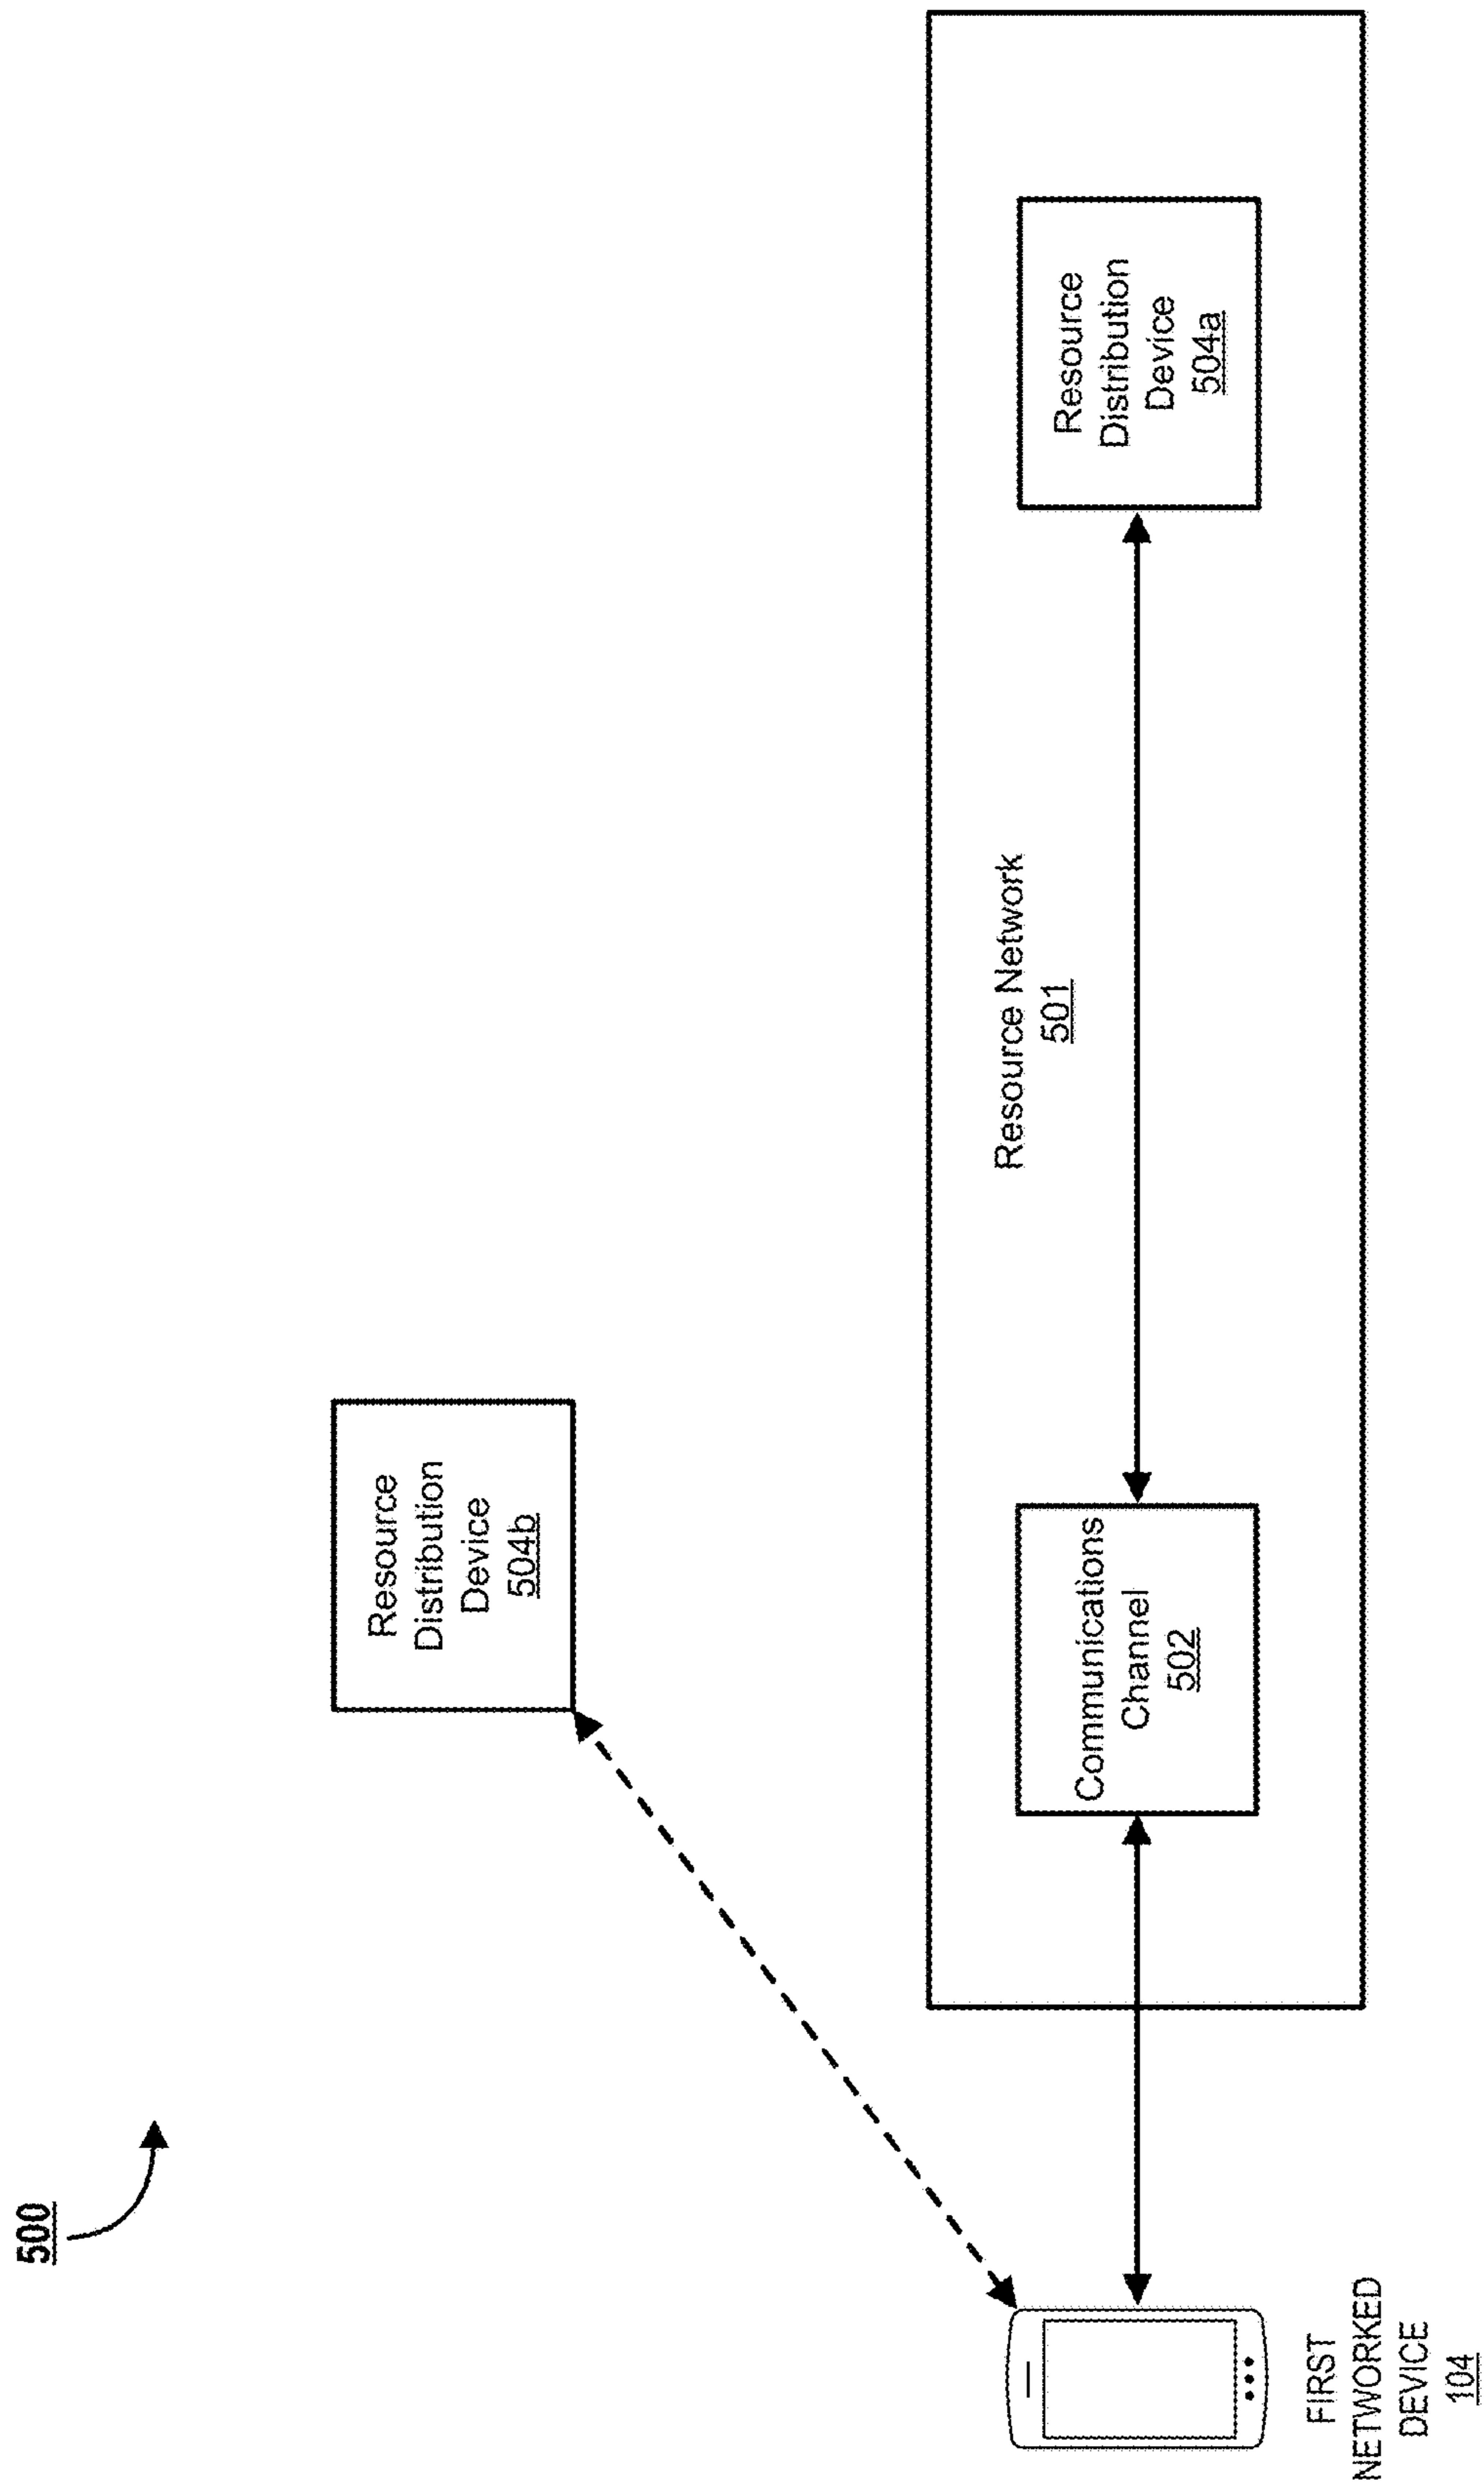 500
Resource
Distribution
Device
504b
Resource Network
501
Communications
Channel
502
Resource
Distribution
Device
504a
FIRST
NETWORKED
DEVICE
104